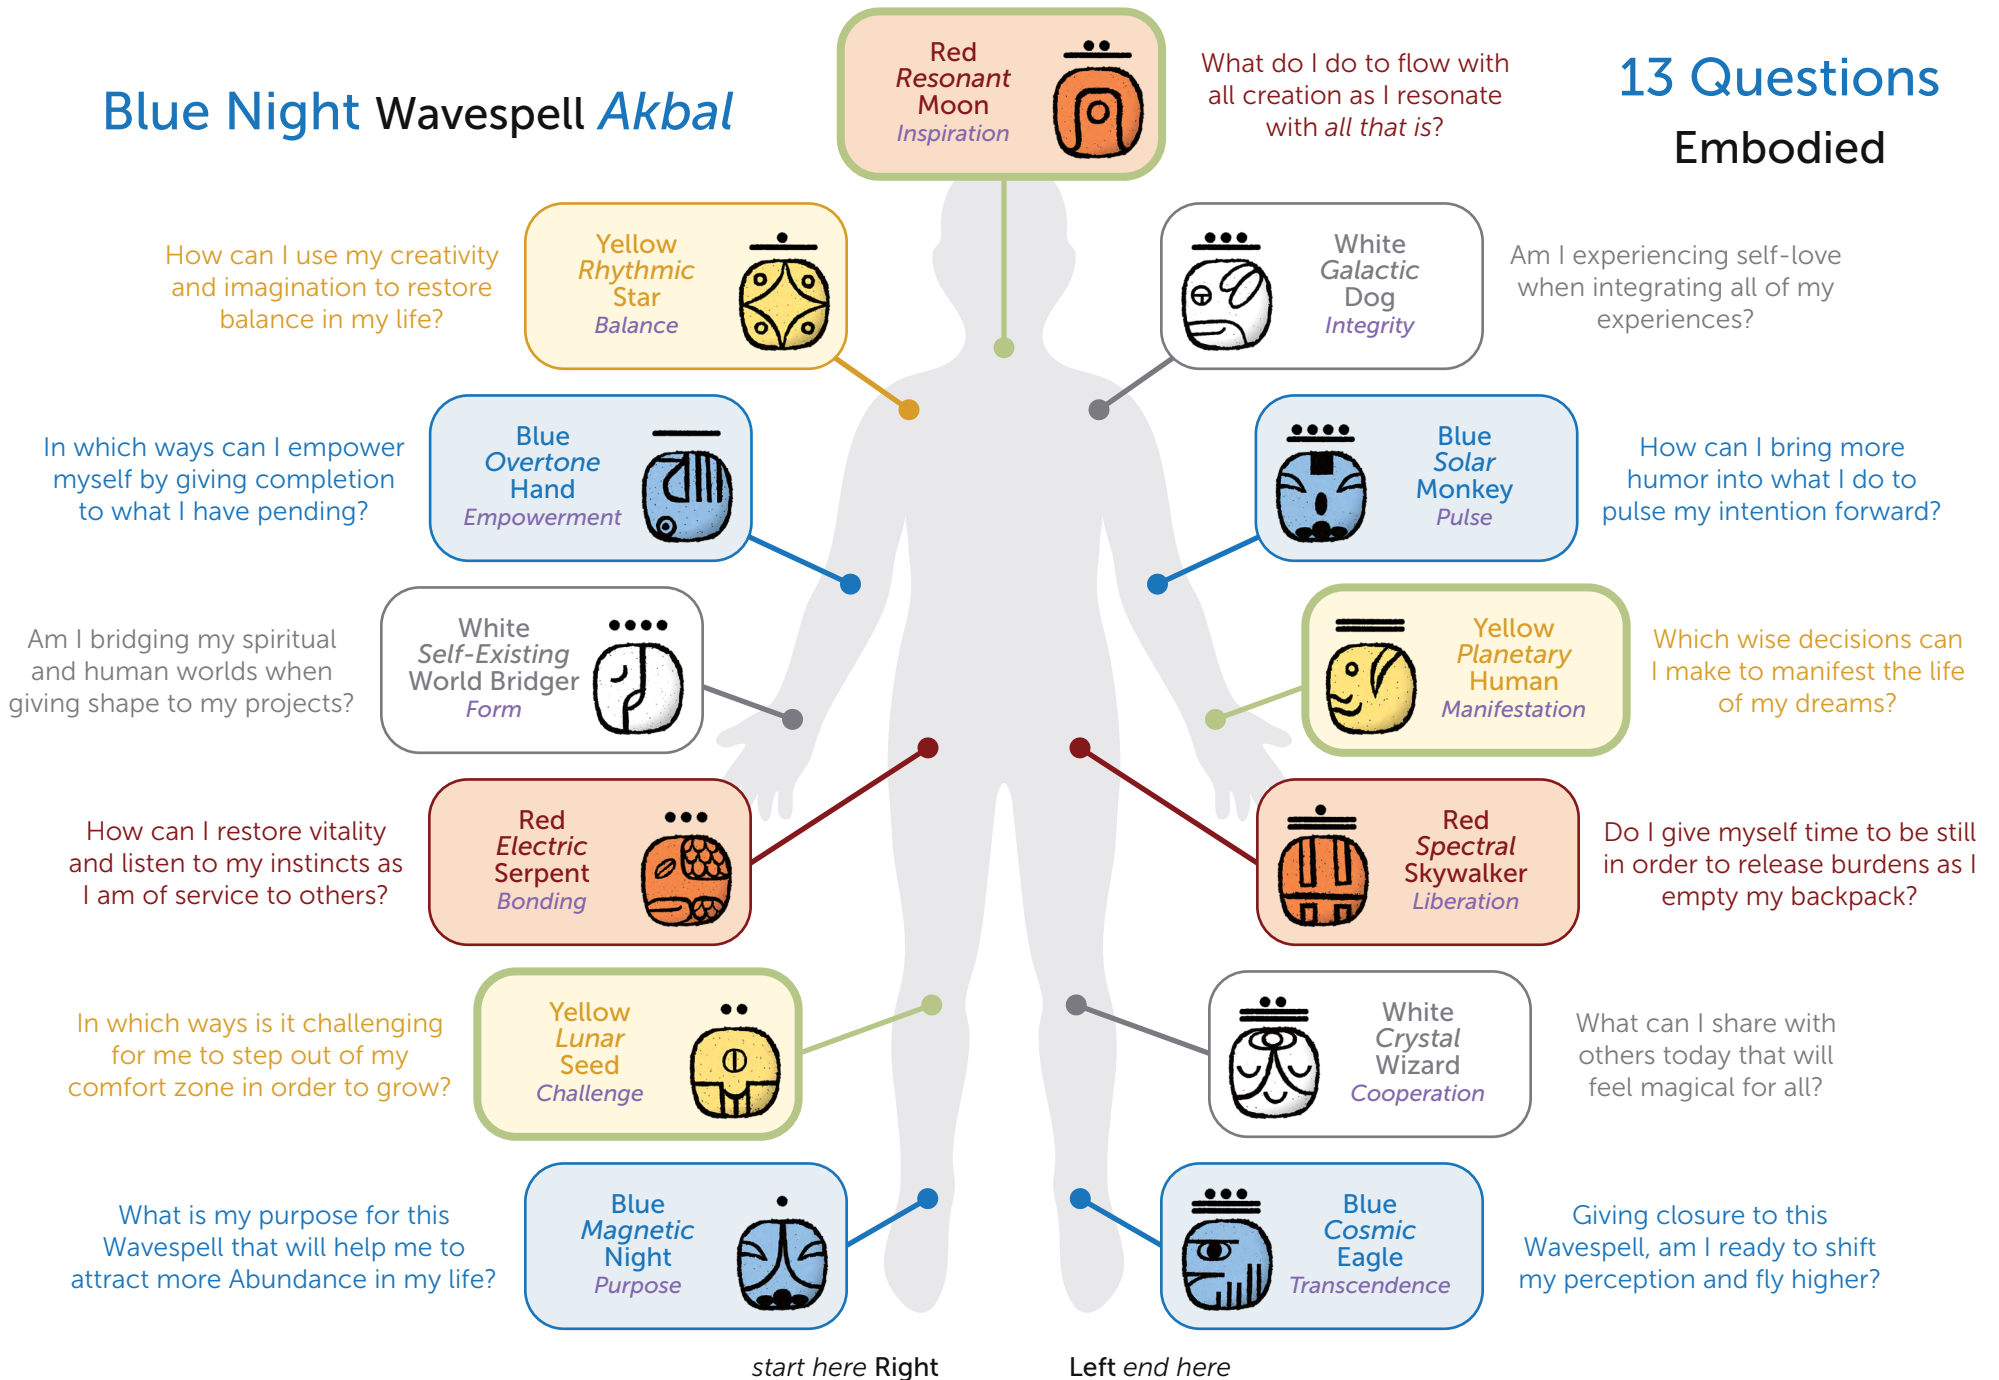 Blue Night Wavespell Akbal
13 Questions
Embodied
Red
Resonant
Moon
Inspiration
What do I do to flow with
all creation as I resonate
with all that is?
How can I use my creativity
and imagination to restore
balance in my life?
Yellow
Rhythmic
Star
Balance
White
Galactic
Dog
Integrity
Am I experiencing self-love
when integrating all of my
experiences?
In which ways can I empower
myself by giving completion
to what I have pending?
Blue
Overtone
Hand
Empowerment
Blue
Solar
Monkey
Pulse
How can I bring more
humor into what I do to
pulse my intention forward?
Am I bridging my spiritual
and human worlds when
giving shape to my projects?
White
Self-Existing
World Bridger
Form
Yellow
Planetary
Human
Manifestation
Which wise decisions can
I make to manifest the life
of my dreams?
How can I restore vitality
and listen to my instincts as
I am of service to others?
Red
Electric
Serpent
Bonding
Red
Spectral
Skywalker
Liberation
Do I give myself time to be still
in order to release burdens as I
empty my backpack?
In which ways is it challenging
for me to step out of my
comfort zone in order to grow?
Yellow
Lunar
Seed
Challenge
White
Crystal
Wizard
Cooperation
What can I share with
others today that will
feel magical for all?
What is my purpose for this
Wavespell that will help me to
attract more Abundance in my life?
Blue
Magnetic
Night
Purpose
Blue
Cosmic
Eagle
Transcendence
Giving closure to this
Wavespell, am I ready to shift
my perception and fly higher?
start here Right
Left end here